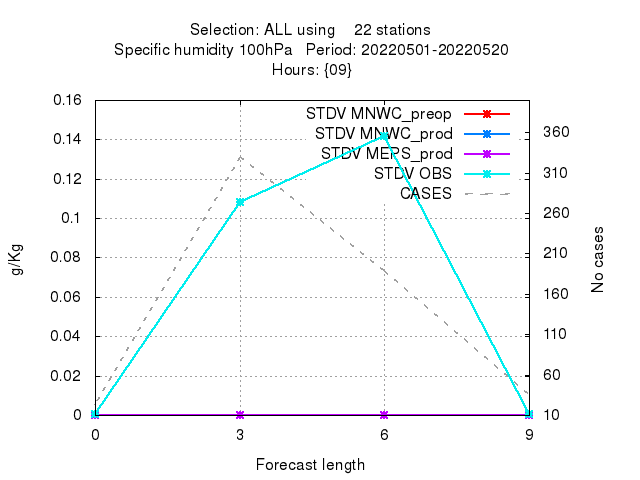 Selection: ALL using    22 stations
Specific humidity 100hPa   Period: 20220501-20220520
Hours: {09}
STDV MNWC_preop
STDV MNWC_prod
STDV MEPS_prod
STDV OBS
CASES
0.16
0.14
0.12
0.1
0.08
0.06
0.04
0.02
0
g/Kg
360
310
260
210
160
110
60
10
No cases
0 3 6 9
Forecast length